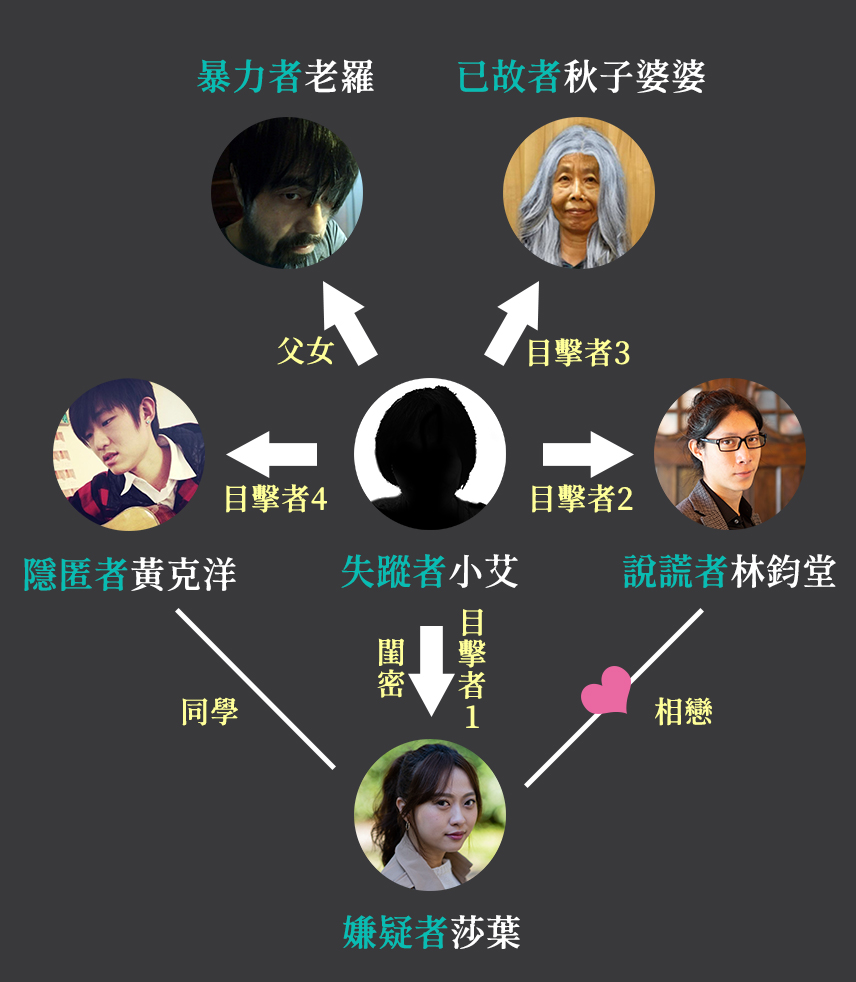 暴力者老羅
已故者秋子婆婆
父女
目擊者3
目擊者4
目擊者2
隱匿者黃克洋
失蹤者小艾
說謊者林鈞堂
閨密
目擊者1
同學
相戀
嫌疑者莎葉